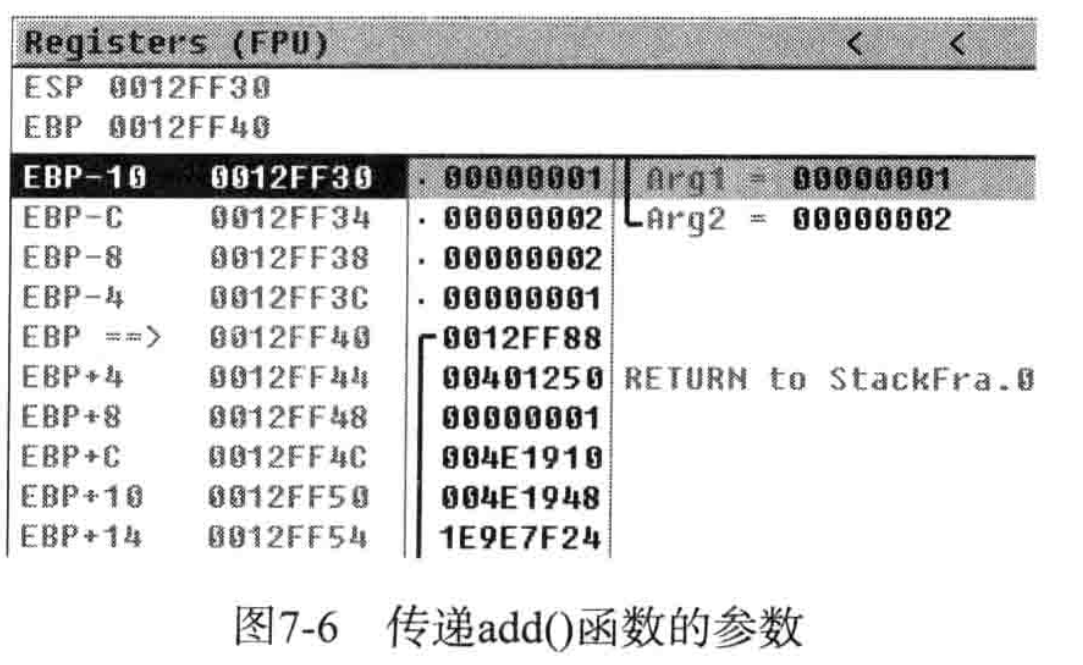 Registers (FPU) < <
ESP 0012FF30
EBP 0012FF40
EBP-10 0012FF30 . 00000001 Arg1 = 00000001
EBP-C 0012FF34 . 00000002 Arg2 = 00000002
EBP-8 0012FF38 . 00000002
EBP-4 0012FF3C . 00000001
EBP ==> 0012FF40 0012FF88
EBP+4 0012FF44 00401250 RETURN to StackFra.0
EBP+8 0012FF48 00000001
EBP+C 0012FF4C 004E1910
EBP+10 0012FF50 004E1948
EBP+14 0012FF54 1E9E7F24
图7-6 传递add()函数的参数